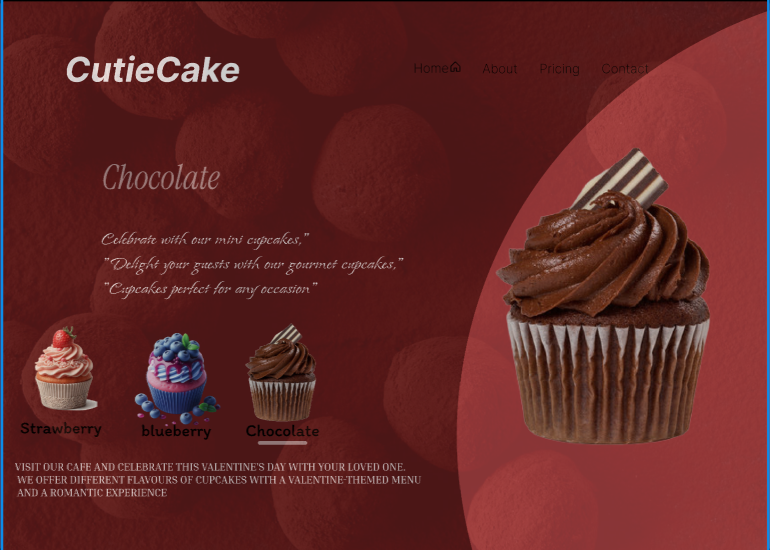 CutieCake
Home About Pricing Contact
Chocolate
Celebrate with our mini cupcakes,"
"Delight your guests with our gourmet cupcakes,"
"Cupcakes perfect for any occasion"
Strawberry blueberry Chocolate
VISIT OUR CAFE AND CELEBRATE THIS VALENTINE'S DAY WITH YOUR LOVED ONE.
WE OFFER DIFFERENT FLAVOURS OF CUPCAKES WITH A VALENTINE-THEMED MENU
AND A ROMANTIC EXPERIENCE